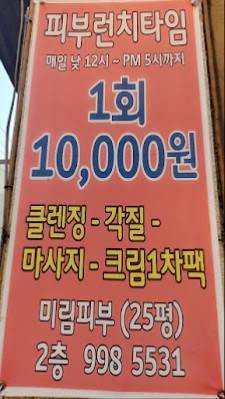 피부런치타임
매일 낮 12시 ~ PM 5시까지
1회
10,000원
클렌징 - 각질 -
마사지 - 크림1차팩
미림피부 (25평)
2층 998 5531